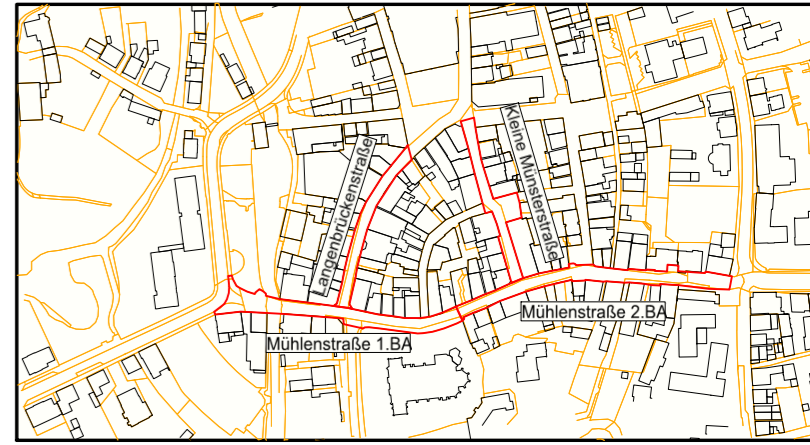 Langenbrückenstraße
Kleine Münsterstraße
Mühlenstraße 1.BA
Mühlenstraße 2.BA